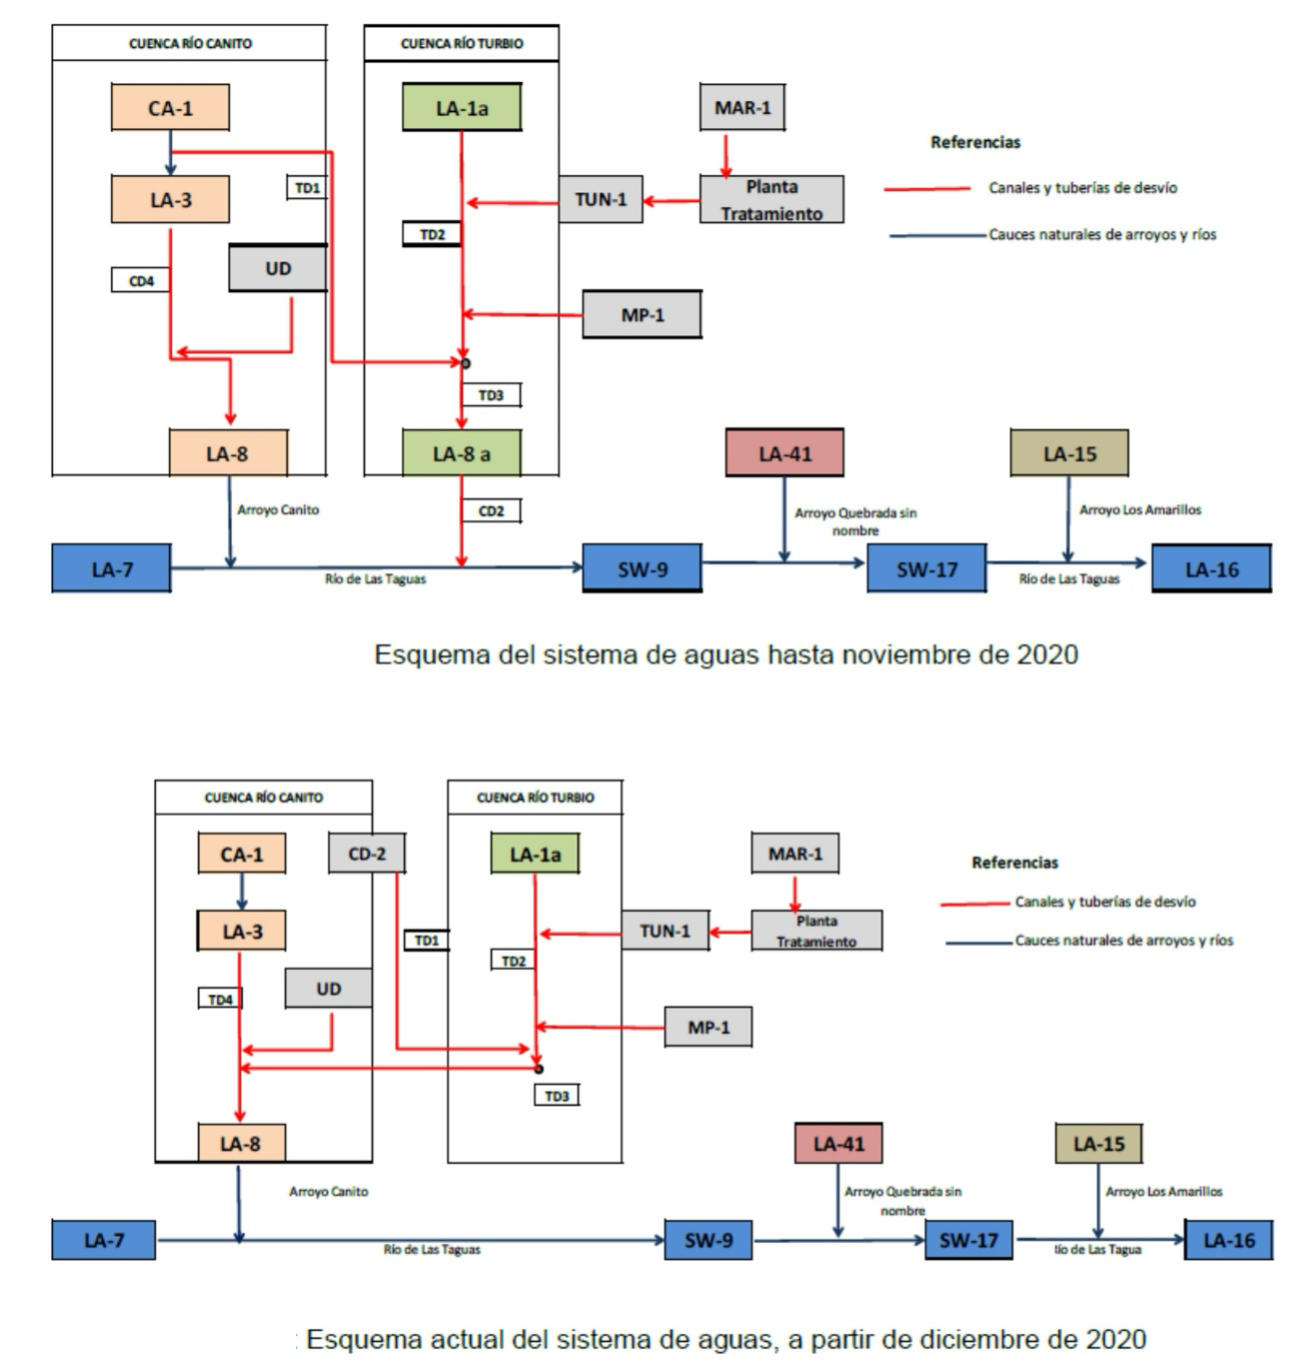 CUENCA RÍO CANITO
CUENCA RÍO TURBIO
CA-1
LA-1a
MAR-1
Referencias
TD1
LA-3
TUN-1
Planta
Tratamiento
Canales y tuberías de desvío
TD2
Cauces naturales de arroyos y ríos
CD4
UD
MP-1
TD3
LA-8
LA-8 a
LA-41
LA-15
Arroyo Canito
CD2
Arroyo Quebrada sin
nombre
Arroyo Los Amarillos
LA-7
Río de Las Taguas
SW-9
SW-17
Río de Las Taguas
LA-16
Esquema del sistema de aguas hasta noviembre de 2020
CUENCA RÍO CANITO
CUENCA RÍO TURBIO
CA-1
CD-2
LA-1a
MAR-1
Referencias
Canales y tuberías de desvío
LA-3
TD1
TUN-1
Planta
Tratamiento
Cauces naturales de arroyos y ríos
TD2
TD4
UD
MP-1
TD3
LA-8
LA-41
LA-15
Arroyo Canito
Arroyo Quebrada sin
nombre
Arroyo Los Amarillos
LA-7
Río de Las Taguas
SW-9
SW-17
lío de Las Tagua
LA-16
: Esquema actual del sistema de aguas, a partir de diciembre de 2020